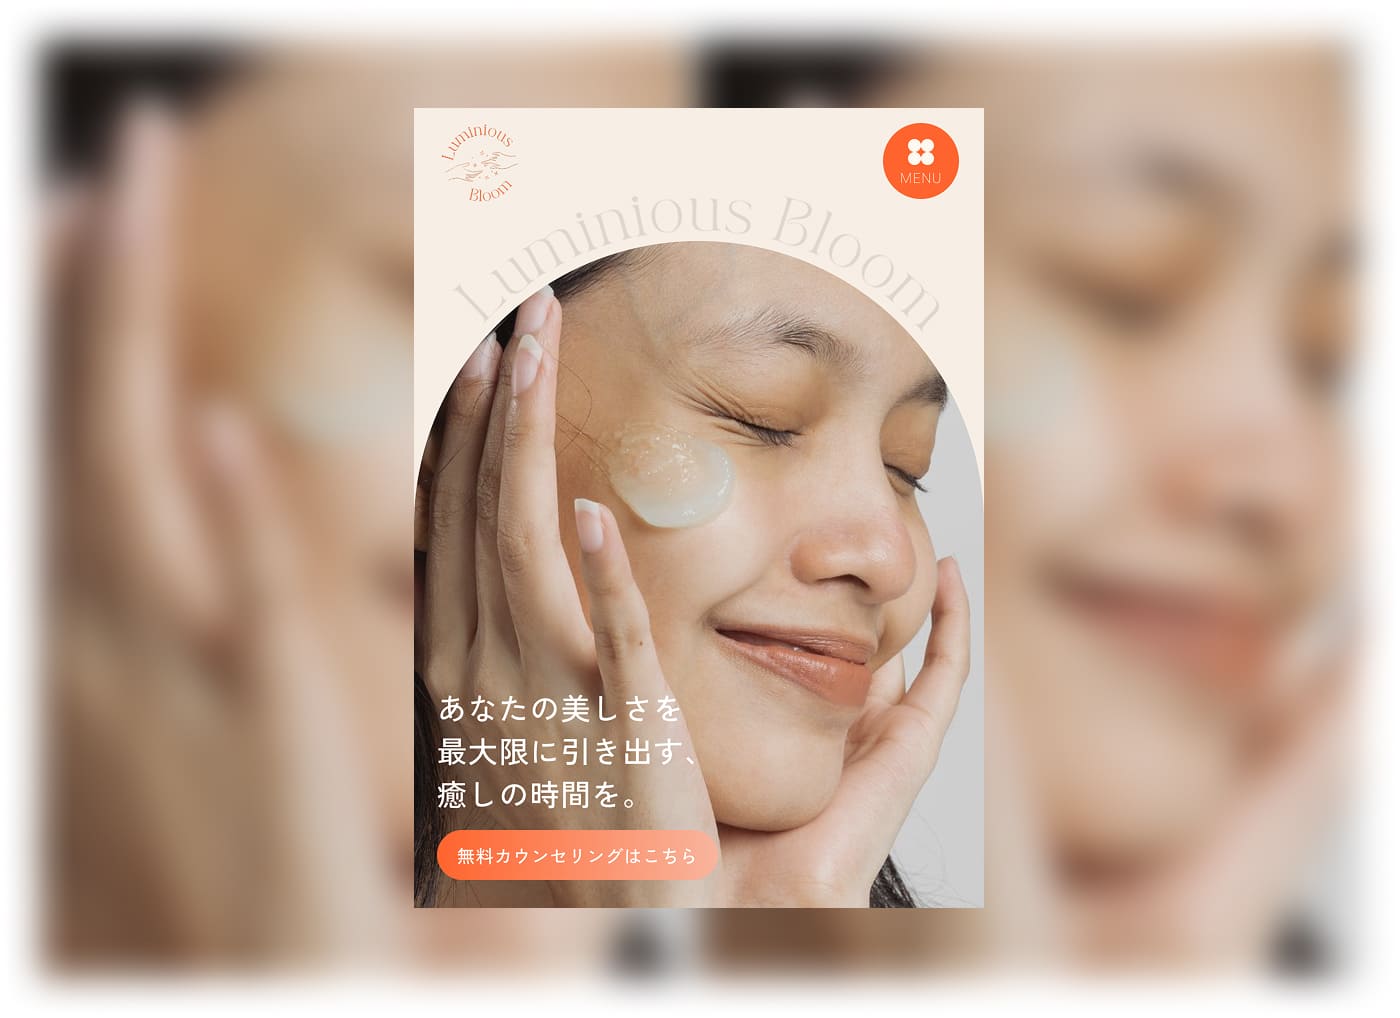 Luminious
Bloom
MENU
Luminious Bloom
あなたの美しさを
最大限に引き出す、
癒しの時間を。
無料カウンセリングはこちら